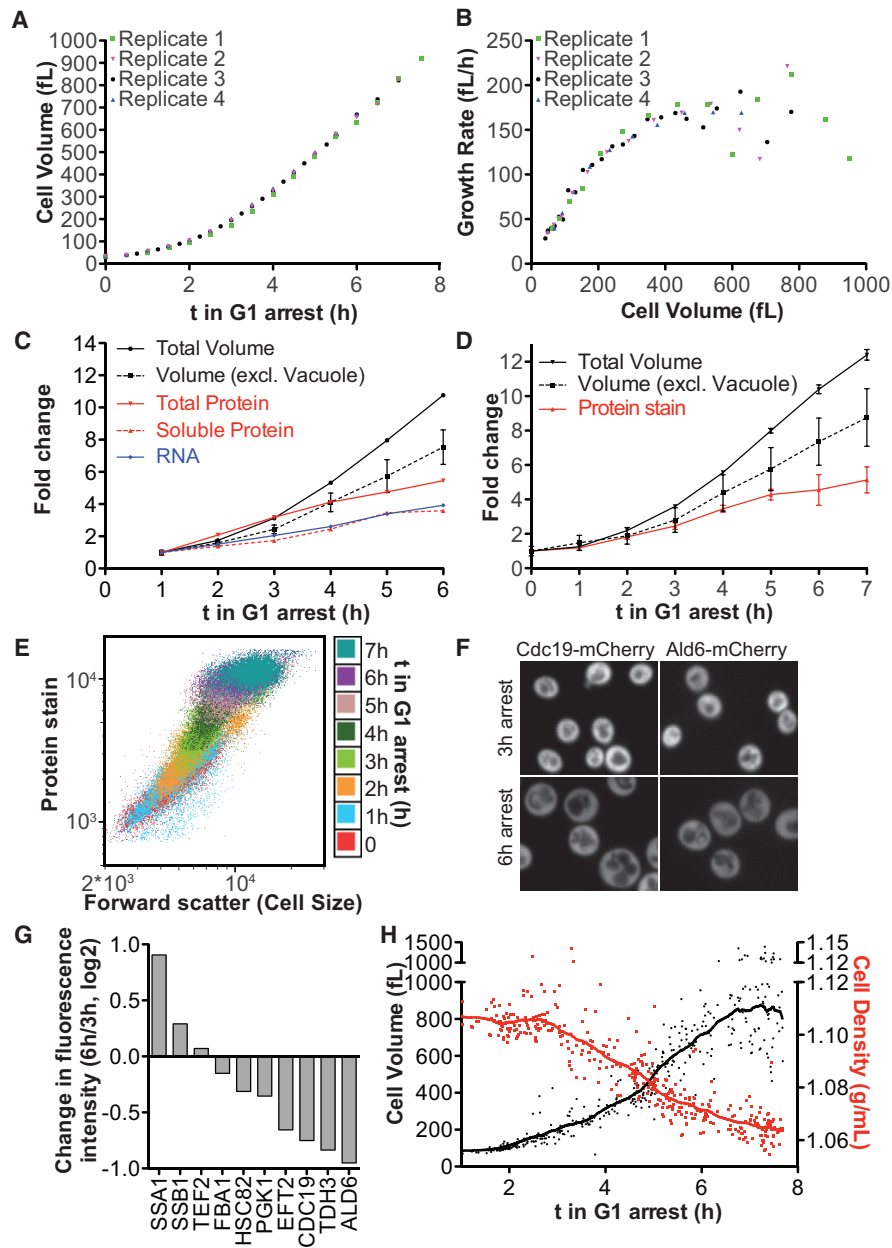 A
Cell Volume (fL)
1000
900
800
700
600
500
400
300
200
100
0
Replicate 1
Replicate 2
Replicate 3
Replicate 4
0 2 4 6 8
t in G1 arrest (h)
B
Growth Rate (fL/h)
250
200
150
100
50
0
Replicate 1
Replicate 2
Replicate 3
Replicate 4
0 200 400 600 800 1000
Cell Volume (fL)
C
Fold change
14
12
10
8
6
4
2
0
Total Volume
Volume (excl. Vacuole)
Total Protein
Soluble Protein
RNA
0 1 2 3 4 5 6
t in G1 arrest (h)
D
Fold change
12
10
8
6
4
2
0
Total Volume
Volume (excl. Vacuole)
Protein stain
0 1 2 3 4 5 6 7
t in G1 arrest (h)
E
Protein stain
10^4
10^3
2*10^3 10^4
Forward scatter (Cell Size)
7h
6h
5h
4h
3h
2h
1h
0
t in G1 arrest (h)
F
Cdc19-mCherry Ald6-mCherry
3h arrest
6h arrest
G
Change in fluorescence
intensity (6h/3h, log2)
1.0
0.5
0.0
-0.5
-1.0
SSA1
SSB1
TEF2
FBA1
HSC82
PGK1
EFT2
CDC19
TDH3
ALD6
H
Cell Volume (fL)
1500
1000
1000
800
600
400
200
0
1.15
1.12
1.12
1.10
1.08
1.06
Cell Density
(g/mL)
2 4 6 8
t in G1 arrest (h)